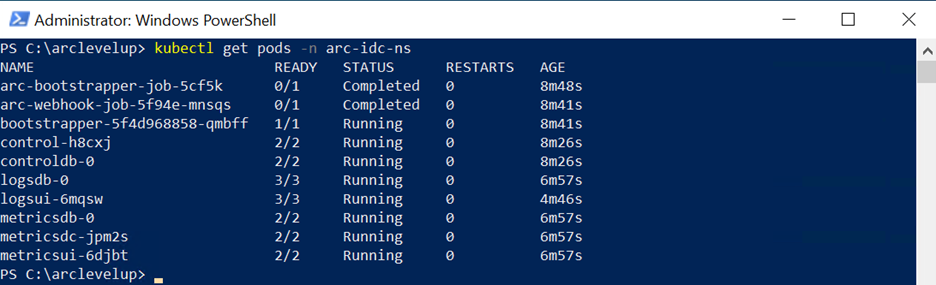 Administrator: Windows PowerShell
PS C:\arclevelup> kubectl get pods -n arc-idc-ns
NAME READY STATUS RESTARTS AGE
arc-bootstrapper-job-5cf5k 0/1 Completed 0 8m48s
arc-webhook-job-5f94e-mnsqs 0/1 Completed 0 8m41s
bootstrapper-5f4d968858-qmbff 1/1 Running 0 8m41s
control-h8cxj 2/2 Running 0 8m26s
controldb-0 2/2 Running 0 8m26s
logsdb-0 3/3 Running 0 6m57s
logsui-6mqsw 3/3 Running 0 4m46s
metricsdb-0 2/2 Running 0 6m57s
metricsdc-jpm2s 2/2 Running 0 6m57s
metricsui-6djbt 2/2 Running 0 6m57s
PS C:\arclevelup>